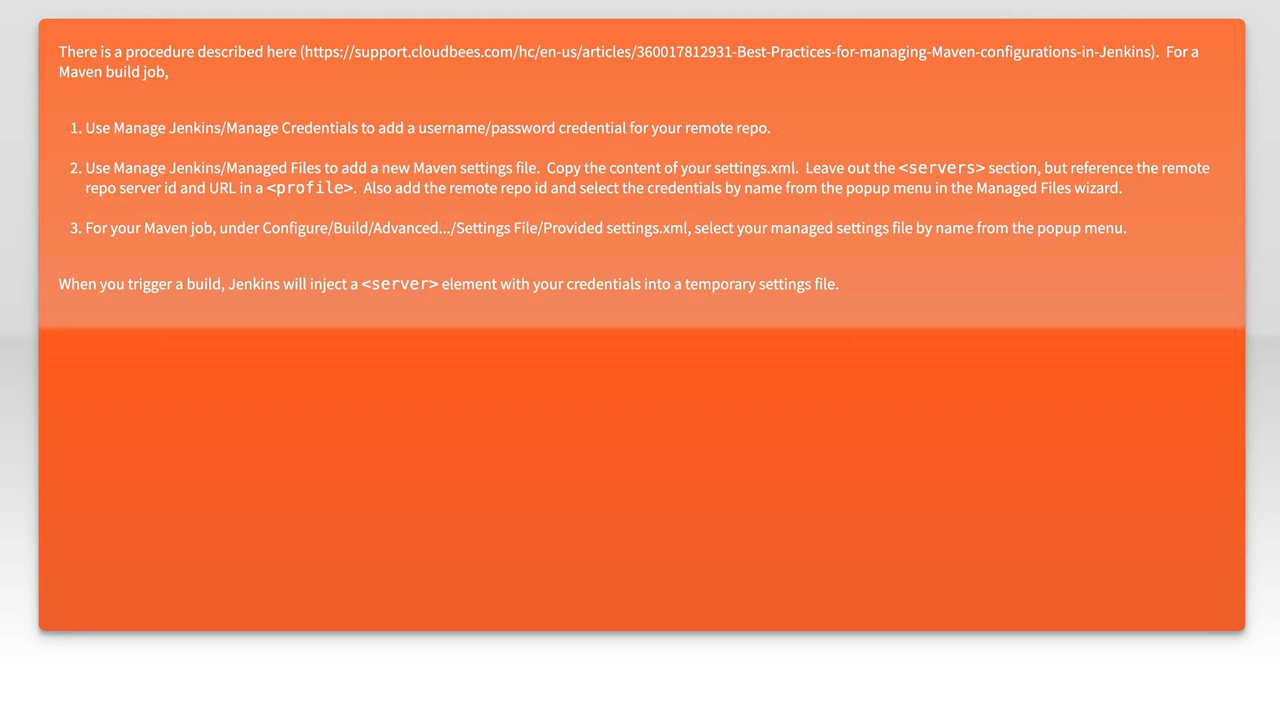 There is a procedure described here (https://support.cloudbees.com/hc/en-us/articles/360017812931-Best-Practices-for-managing-Maven-configurations-in-Jenkins).  For a
Maven build job,
1. Use Manage Jenkins/Manage Credentials to add a username/password credential for your remote repo.
2. Use Manage Jenkins/Managed Files to add a new Maven settings file.  Copy the content of your settings.xml.  Leave out the <servers> section, but reference the remote
repo server id and URL in a <profile>.  Also add the remote repo id and select the credentials by name from the popup menu in the Managed Files wizard.
3. For your Maven job, under Configure/Build/Advanced.../Settings File/Provided settings.xml, select your managed settings file by name from the popup menu.
When you trigger a build, Jenkins will inject a <server> element with your credentials into a temporary settings file.